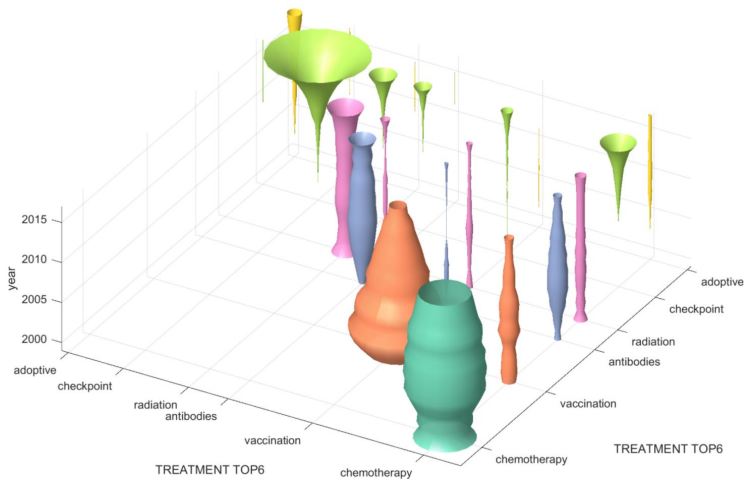 2015
2010
2005
2000
year
adoptive
checkpoint
radiation
antibodies
vaccination
chemotherapy
TREATMENT TOP6
adoptive
checkpoint
radiation
antibodies
vaccination
chemotherapy
TREATMENT TOP6